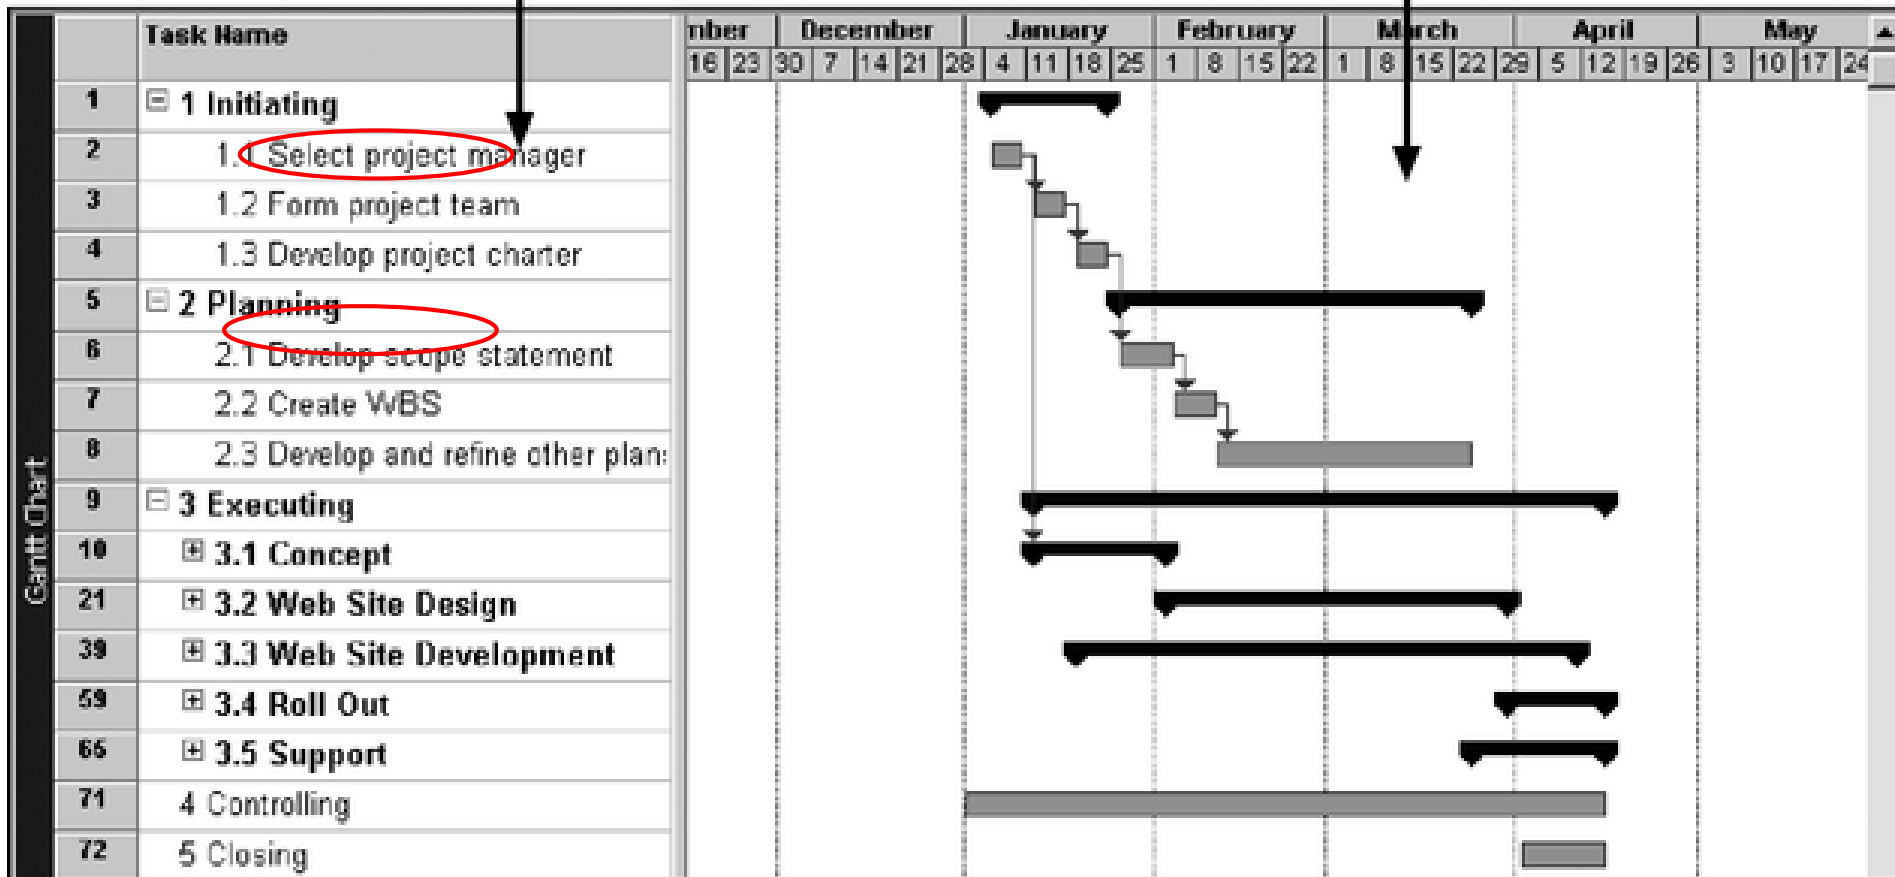 Task Name
mber December January February March April May
16 23 30 7 14 21 28 4 11 18 25 1 8 15 22 1 8 15 22 29 5 12 19 26 3 10 17 24
1 1 Initiating
2 1.1 Select project manager
3 1.2 Form project team
4 1.3 Develop project charter
5 2 Planning
6 2.1 Develop scope statement
7 2.2 Create WBS
8 2.3 Develop and refine other plans
9 3 Executing
10 3.1 Concept
21 3.2 Web Site Design
39 3.3 Web Site Development
59 3.4 Roll Out
65 3.5 Support
71 4 Controlling
72 5 Closing
Gantt Chart